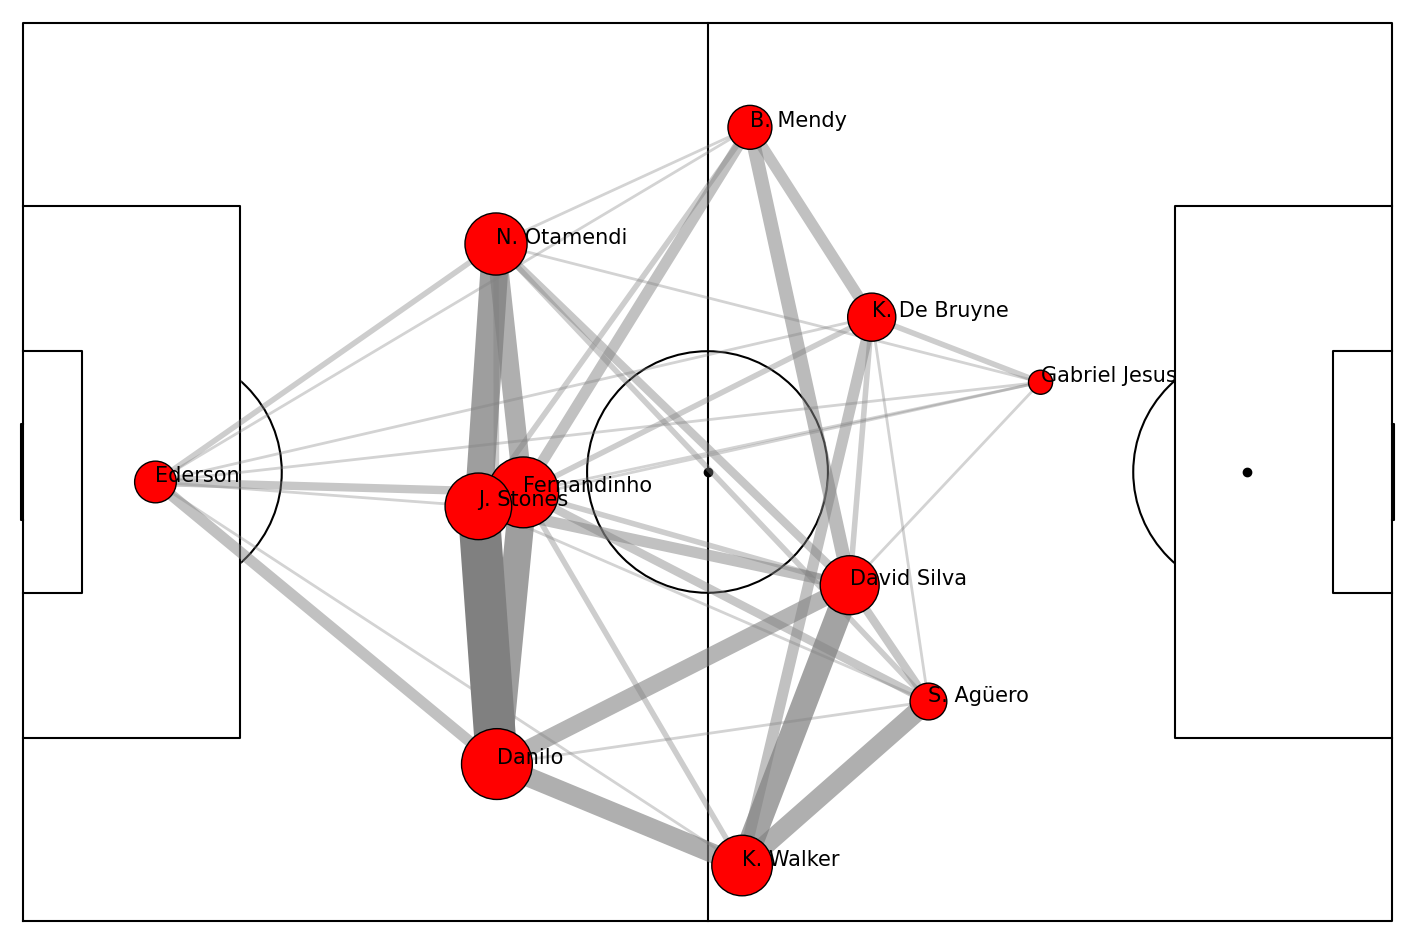 B. Mendy
N. Otamendi
K. De Bruyne
Gabriel Jesus
Ederson
Fernandinho
J. Stones
David Silva
S. Agüero
Danilo
K. Walker